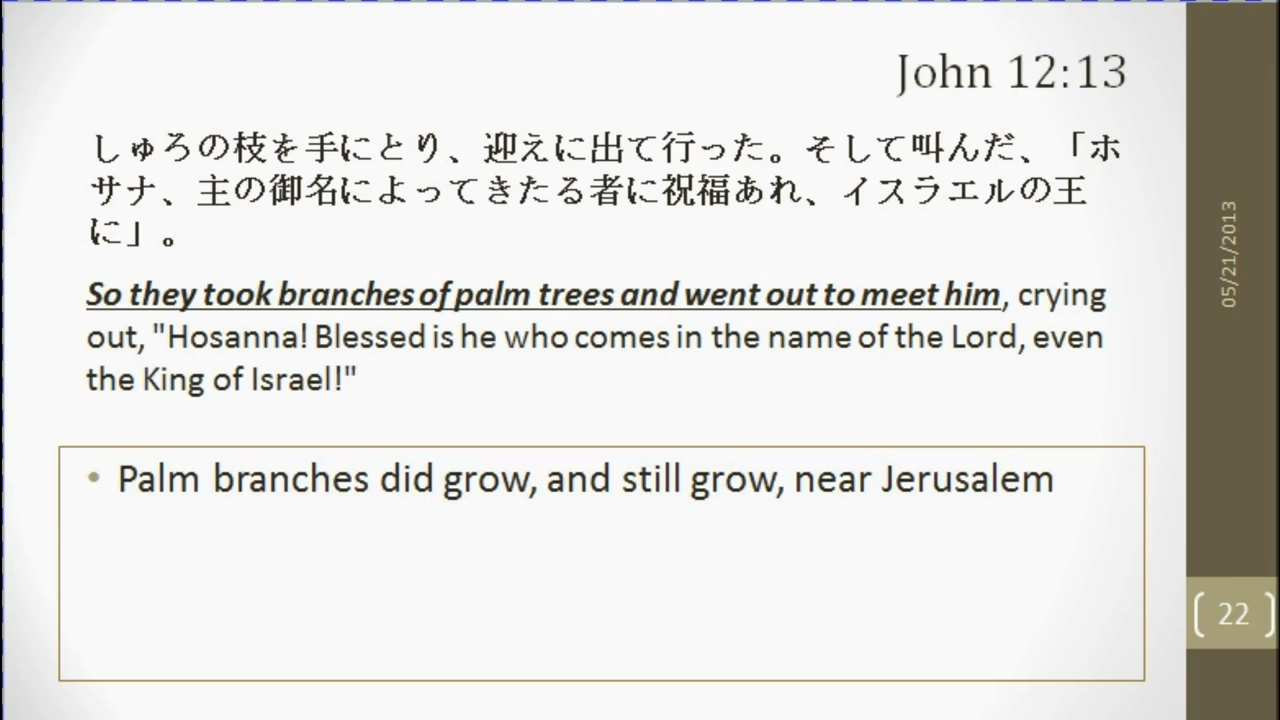 John 12:13
しゅろの枝を手にとり、迎えに出て行った。そして叫んだ、「ホ
サナ、主の御名によってきたる者に祝福あれ、イスラエルの王
に」。
So they took branches of palm trees and went out to meet him, crying
out, "Hosanna! Blessed is he who comes in the name of the Lord, even
the King of Israel!"
• Palm branches did grow, and still grow, near Jerusalem
05/21/2013
22